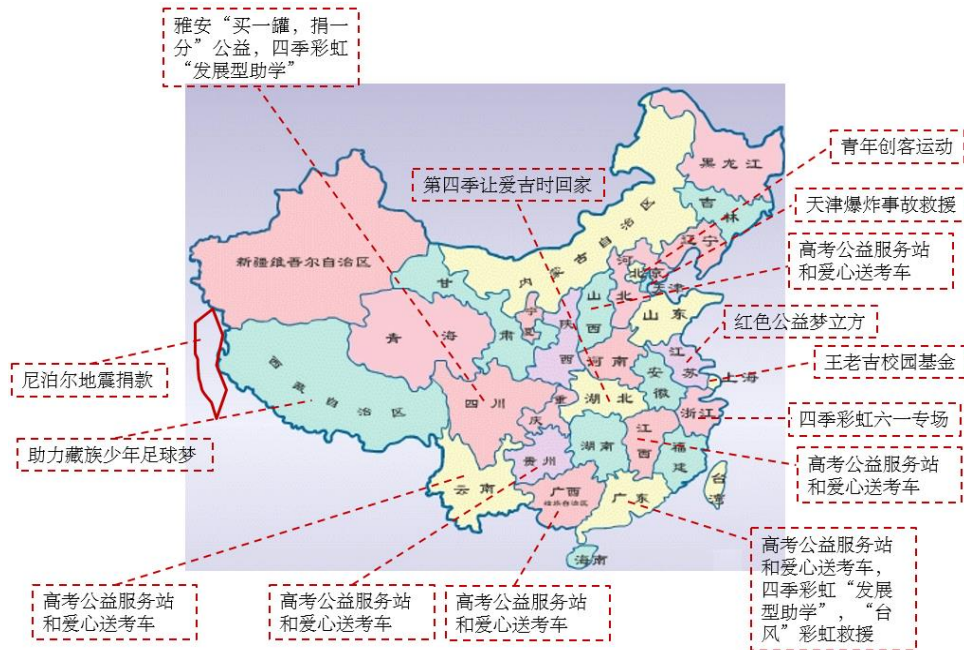 雅安“买一罐，捐一
分”公益，四季彩虹
“发展型助学”
青年创客运动
第四季让爱吉时回家
天津爆炸事故救援
高考公益服务站
和爱心送考车
红色公益梦立方
王老吉校园基金
四季彩虹六一专场
高考公益服务站
和爱心送考车
尼泊尔地震捐款
助力藏族少年足球梦
高考公益服务站
和爱心送考车
高考公益服务站
和爱心送考车
高考公益服务站
和爱心送考车
高考公益服务站
和爱心送考车，
四季彩虹“发展
型助学”，“台
风”彩虹救援
黑龙江
吉林
辽宁
内蒙古自治区
新疆维吾尔自治区
甘肃
青海
宁夏
陕西
山西
河北
北京
天津
山东
河南
江苏
安徽
上海
西藏自治区
四川
重庆
湖北
浙江
江西
湖南
福建
贵州
云南
广西
壮族自治区
广东
台湾
海南